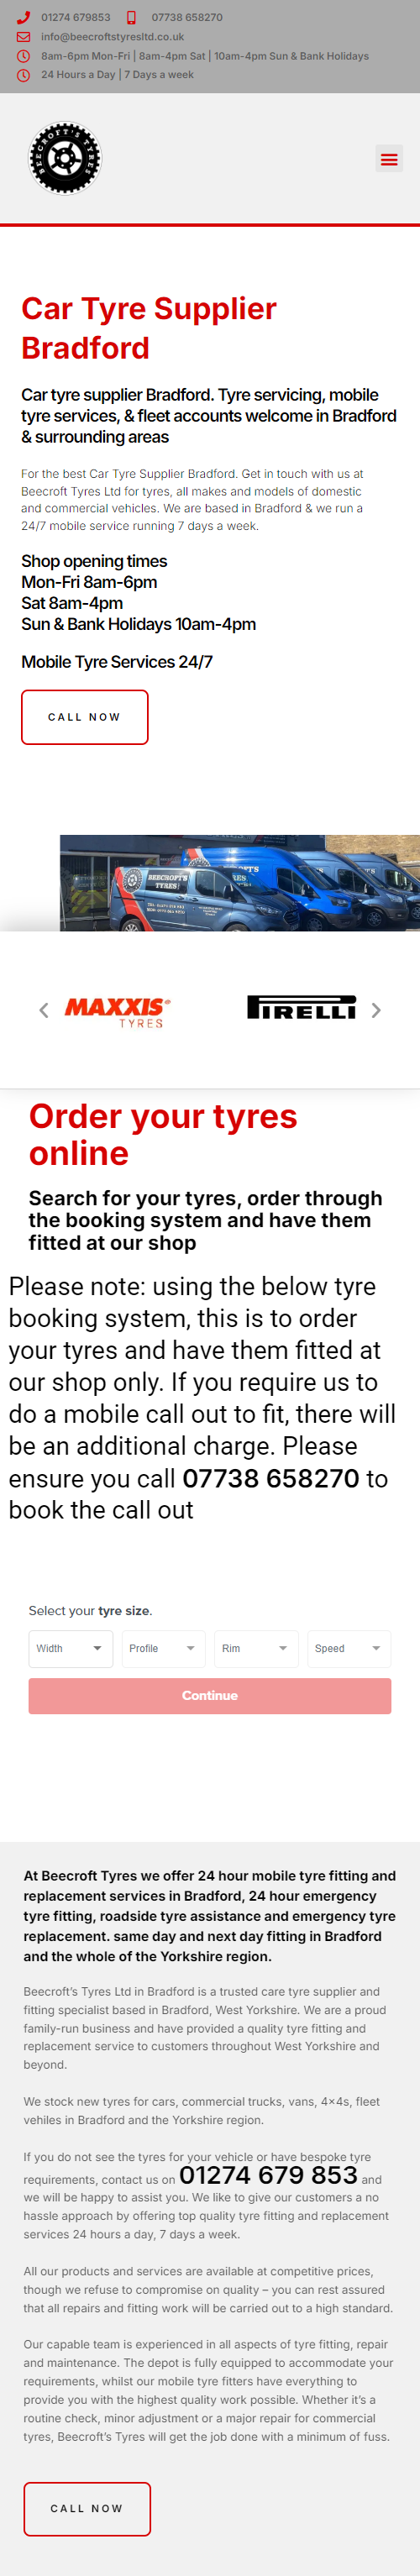 01274 679853 07738 658270
info@beecroftstyresltd.co.uk
8am-6pm Mon-Fri | 8am-4pm Sat | 10am-4pm Sun & Bank Holidays
24 Hours a Day | 7 Days a week
BEECROFT'S TYRES
Car Tyre Supplier
Bradford
Car tyre supplier Bradford. Tyre servicing, mobile
tyre services, & fleet accounts welcome in Bradford
& surrounding areas
For the best Car Tyre Supplier Bradford. Get in touch with us at
Beecroft Tyres Ltd for tyres, all makes and models of domestic
and commercial vehicles. We are based in Bradford & we run a
24/7 mobile service running 7 days a week.
Shop opening times
Mon-Fri 8am-6pm
Sat 8am-4pm
Sun & Bank Holidays 10am-4pm
Mobile Tyre Services 24/7
CALL NOW
BEECROFT'S
TYRES
MAXXIS
TYRES
PIRELLI
Order your tyres
online
Search for your tyres, order through
the booking system and have them
fitted at our shop
Please note: using the below tyre
booking system, this is to order
your tyres and have them fitted at
our shop only. If you require us to
do a mobile call out to fit, there will
be an additional charge. Please
ensure you call 07738 658270 to
book the call out
Select your tyre size.
Width Profile Rim Speed
Continue
At Beecroft Tyres we offer 24 hour mobile tyre fitting and
replacement services in Bradford, 24 hour emergency
tyre fitting, roadside tyre assistance and emergency tyre
replacement. same day and next day fitting in Bradford
and the whole of the Yorkshire region.
Beecroft's Tyres Ltd in Bradford is a trusted care tyre supplier and
fitting specialist based in Bradford, West Yorkshire. We are a proud
family-run business and have provided a quality tyre fitting and
replacement service to customers throughout West Yorkshire and
beyond.
We stock new tyres for cars, commercial trucks, vans, 4×4s, fleet
vehiles in Bradford and the Yorkshire region.
If you do not see the tyres for your vehicle or have bespoke tyre
requirements, contact us on 01274 679 853 and
we will be happy to assist you. We like to give our customers a no
hassle approach by offering top quality tyre fitting and replacement
services 24 hours a day, 7 days a week.
All our products and services are available at competitive prices,
though we refuse to compromise on quality – you can rest assured
that all repairs and fitting work will be carried out to a high standard.
Our capable team is experienced in all aspects of tyre fitting, repair
and maintenance. The depot is fully equipped to accommodate your
requirements, whilst our mobile tyre fitters have everything to
provide you with the highest quality work possible. Whether it's a
routine check, minor adjustment or a major repair for commercial
tyres, Beecroft's Tyres will get the job done with a minimum of fuss.
CALL NOW